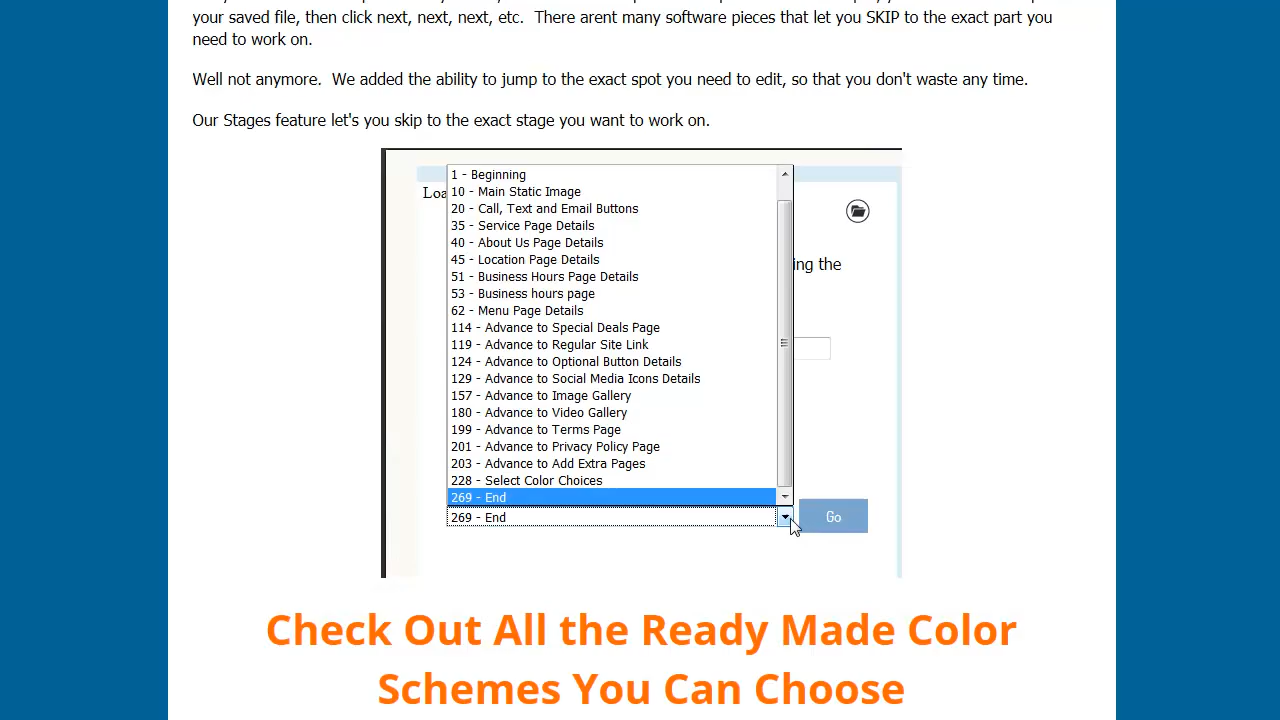 your saved file, then click next, next, next, etc.  There arent many software pieces that let you SKIP to the exact part you
need to work on.
Well not anymore.  We added the ability to jump to the exact spot you need to edit, so that you don't waste any time.
Our Stages feature let's you skip to the exact stage you want to work on.
1 - Beginning
Loa
10 - Main Static Image
20 - Call, Text and Email Buttons
35 - Service Page Details
40 - About Us Page Details
45 - Location Page Details
ing the
51 - Business Hours Page Details
53 - Business hours page
62 - Menu Page Details
114 - Advance to Special Deals Page
119 - Advance to Regular Site Link
124 - Advance to Optional Button Details
129 - Advance to Social Media Icons Details
157 - Advance to Image Gallery
180 - Advance to Video Gallery
199 - Advance to Terms Page
201 - Advance to Privacy Policy Page
203 - Advance to Add Extra Pages
228 - Select Color Choices
269 - End
269 - End
Go
Check Out All the Ready Made Color
Schemes You Can Choose